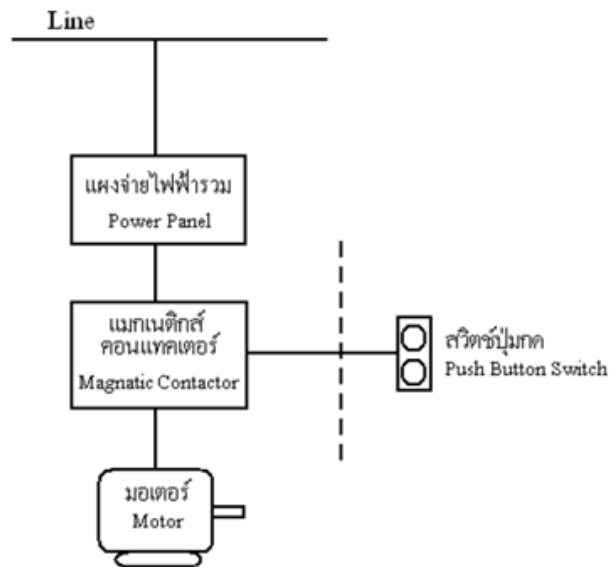 Line
แผงจ่ายไฟฟ้ารวม
Power Panel
แมกเนติกส์
คอนแทคเตอร์
Magnatic Contactor
สวิตช์ปุ่มกด
Push Button Switch
มอเตอร์
Motor